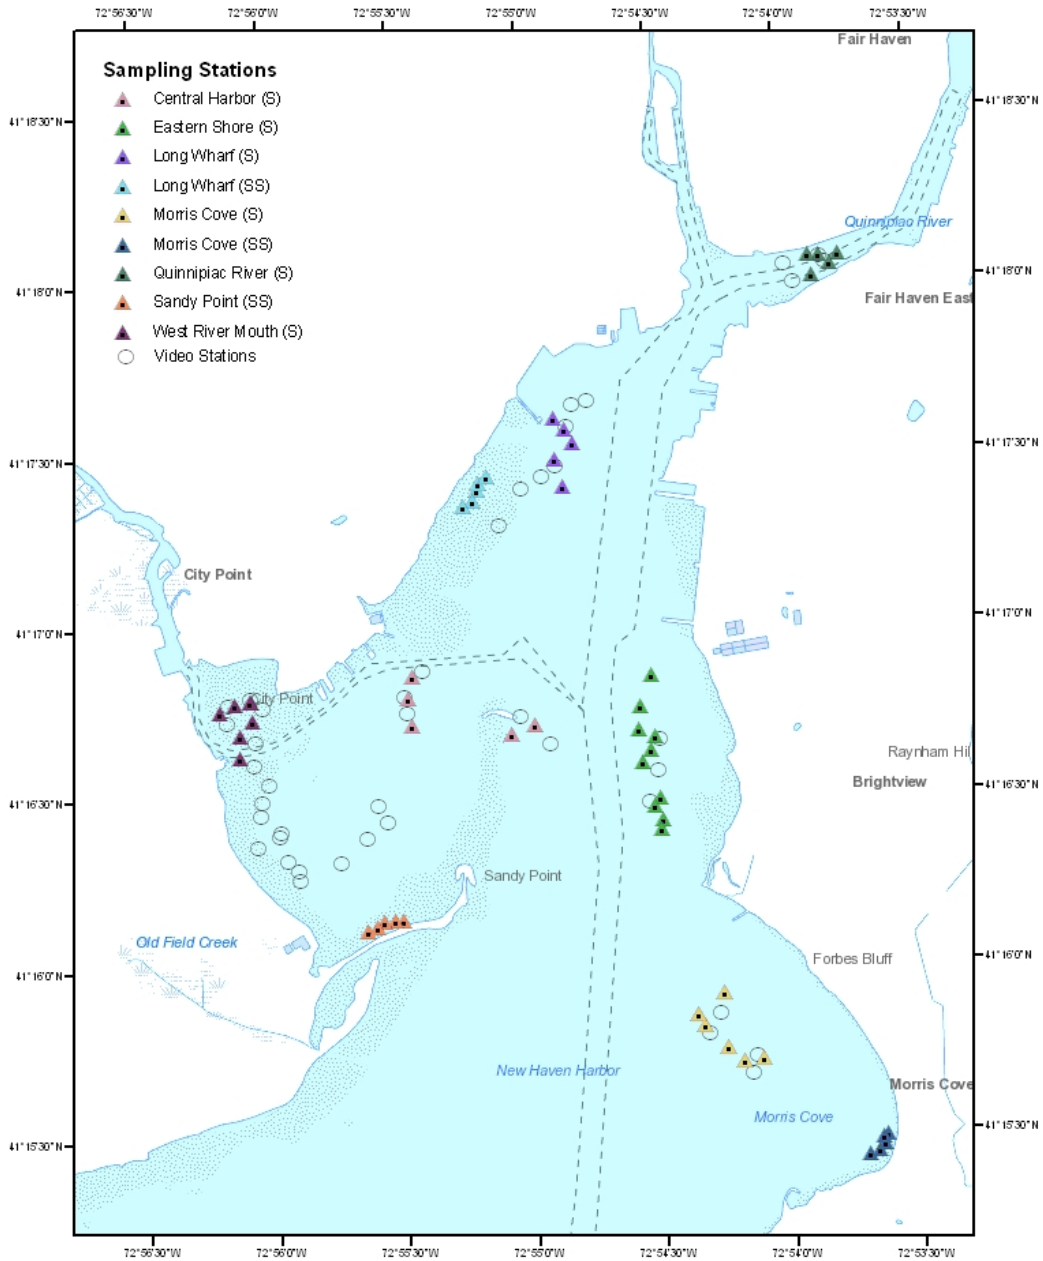 72°56'30"W 72°56'0"W 72°55'30"W 72°55'0"W 72°54'30"W 72°54'0"W 72°53'30"W
Fair Haven
Sampling Stations
Central Harbor (S)
Eastern Shore (S)
Long Wharf (S)
Long Wharf (SS)
Morris Cove (S)
Morris Cove (SS)
Quinnipiac River (S)
Sandy Point (SS)
West River Mouth (S)
Video Stations
41°18'30"N
41°18'30"N
Quinnipiac River
41°18'0"N
41°18'0"N
Fair Haven East
41°17'30"N
41°17'30"N
City Point
41°17'0"N
41°17'0"N
City Point
Raynham Hil
Brightview
41°16'30"N
41°16'30"N
Sandy Point
Old Field Creek
Forbes Bluff
41°16'0"N
41°16'0"N
New Haven Harbor
Morris Cove
Morris Cove
41°15'30"N
41°15'30"N
72°56'30"W 72°56'0"W 72°55'30"W 72°55'0"W 72°54'30"W 72°54'0"W 72°53'30"W